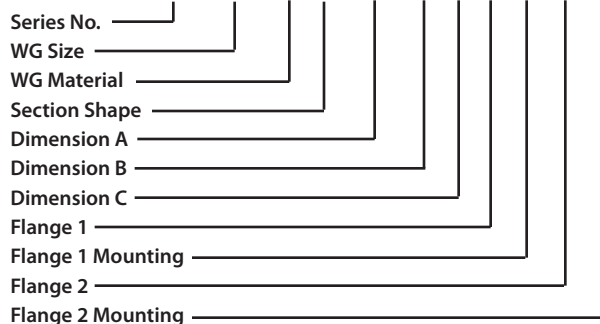 Series No.
WG Size
WG Material
Section Shape
Dimension A
Dimension B
Dimension C
Flange 1
Flange 1 Mounting
Flange 2
Flange 2 Mounting